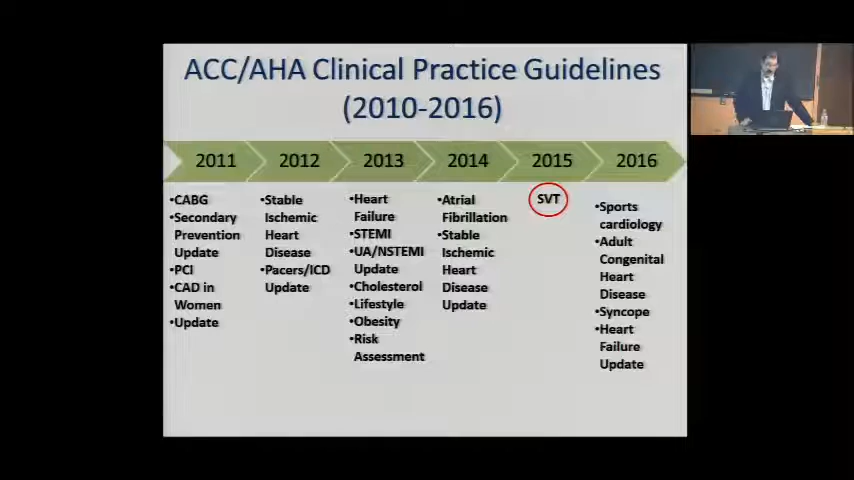 ACC/AHA Clinical Practice Guidelines
(2010-2016)
2011
2012
2013
2014
2015
2016
•CABG
•Secondary
Prevention
Update
•PCI
•CAD in
Women
•Update
•Stable
Ischemic
Heart
Disease
•Pacers/ICD
Update
•Heart
Failure
•STEMI
•UA/NSTEMI
Update
•Cholesterol
•Lifestyle
•Obesity
•Risk
Assessment
•Atrial
Fibrillation
•Stable
Ischemic
Heart
Disease
Update
SVT
•Sports
cardiology
•Adult
Congenital
Heart
Disease
•Syncope
•Heart
Failure
Update